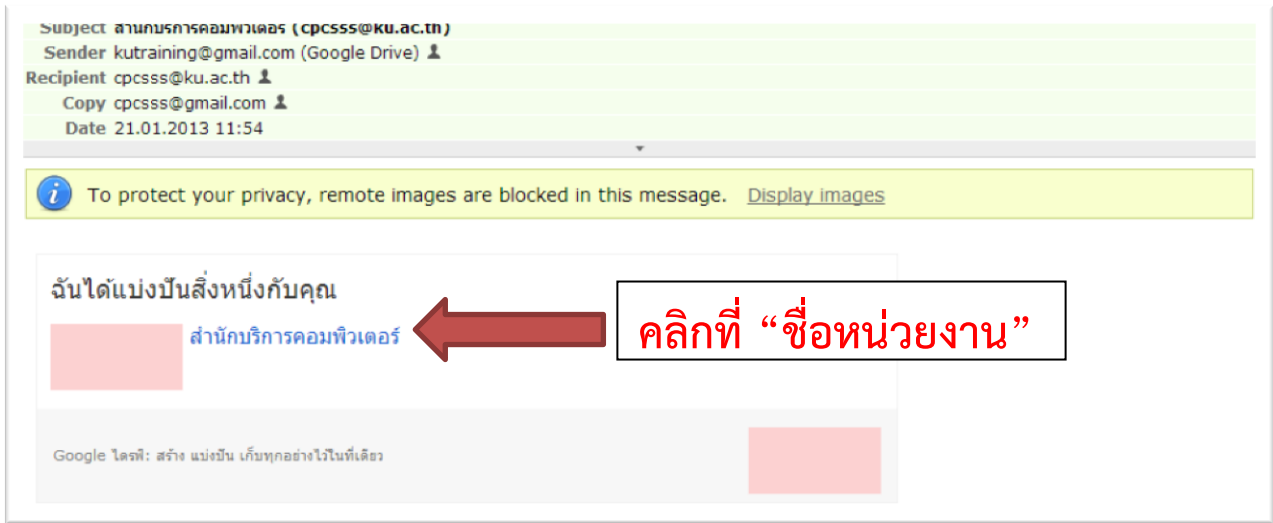 Subject สำนักบริการคอมพิวเตอร์ (cpcsss@ku.ac.th)
Sender kutraining@gmail.com (Google Drive)
Recipient cpcsss@ku.ac.th
Copy cpcsss@gmail.com
Date 21.01.2013 11:54
To protect your privacy, remote images are blocked in this message. Display images
ฉันได้แบ่งปันสิ่งหนึ่งกับคุณ
สำนักบริการคอมพิวเตอร์
คลิกที่ “ชื่อหน่วยงาน”
Google ไดรฟ์: สร้าง แบ่งปัน เก็บทุกอย่างไว้ในที่เดียว